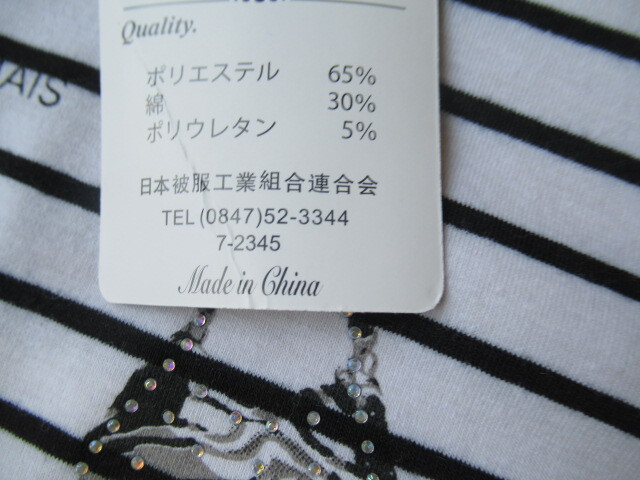 Quality.
ポリエステル 65%
綿 30%
ポリウレタン 5%
日本被服工業組合連合会
TEL(0847)52-3344
7-2345
Made in China
TAIS